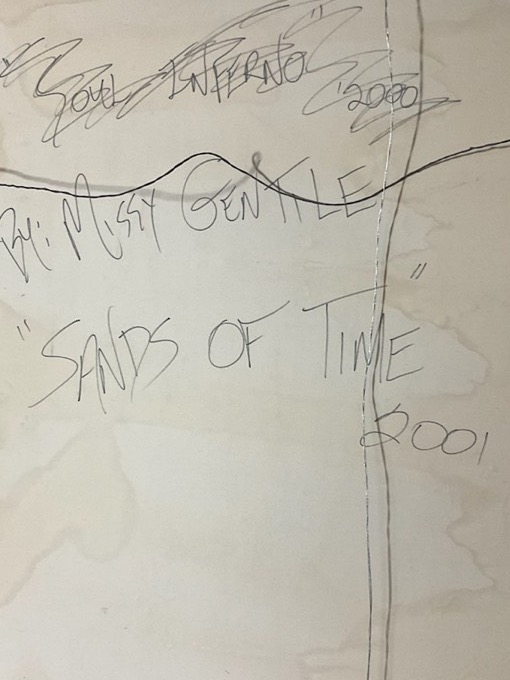 "Soul Inferno"
'2000
By: Missy Gentile
"Sands of Time"
2001